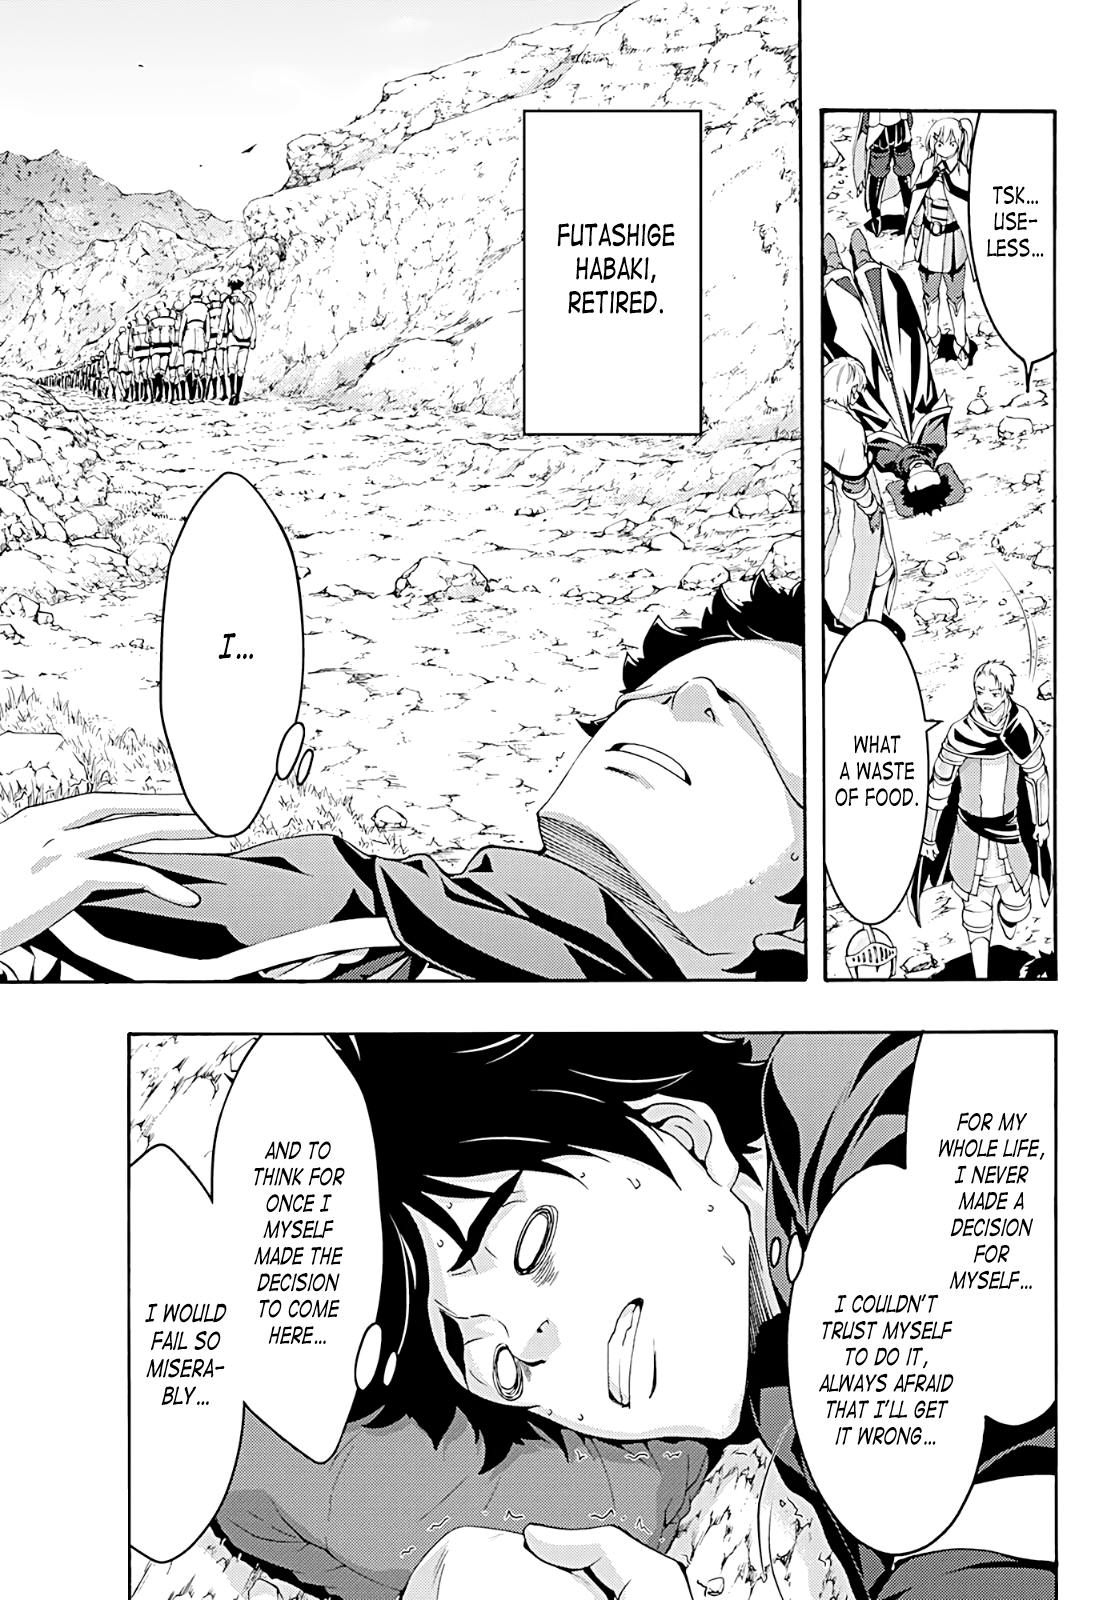 TSK...
USE-
LESS...
WHAT
A WASTE
OF FOOD.
FUTASHIGE
HABAKI,
RETIRED.
I...
FOR MY
WHOLE LIFE,
I NEVER
MADE A
DECISION
FOR
MYSELF...
I COULDN'T
TRUST MYSELF
TO DO IT,
ALWAYS AFRAID
THAT I'LL GET
IT WRONG...
AND TO
THINK FOR
ONCE I
MYSELF
MADE THE
DECISION
TO COME
HERE...
I WOULD
FAIL SO
MISERA-
BLY...